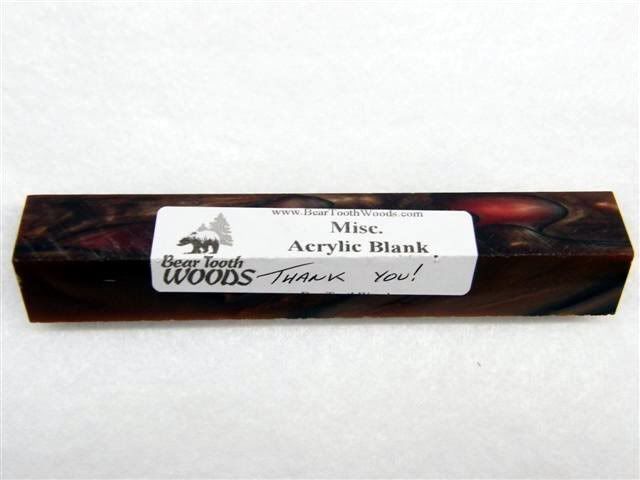 www.BearToothWoods.com
Misc.
Acrylic Blank
Bear Tooth
WOODS
THANK YOU!